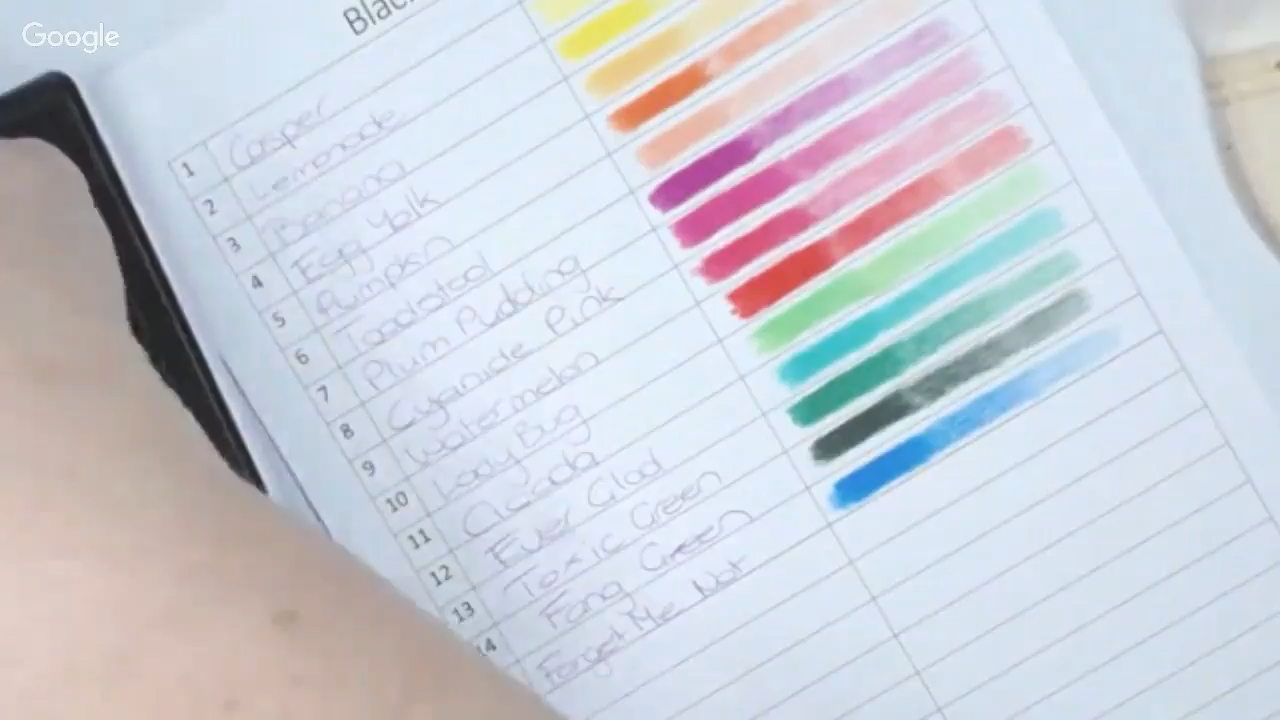 Google
Blac
1 Casper
2 Lemonade
3 Banana
4 Egg Yolk
5 Pumpkin
6 Toadstool
7 Plum Pudding
8 Cyanide Pink
9 Watermelon
10 Lady Bug
11 Cicada
12 Ever Glad
13 Toxic Green
14 Fang Green
Forget Me Not